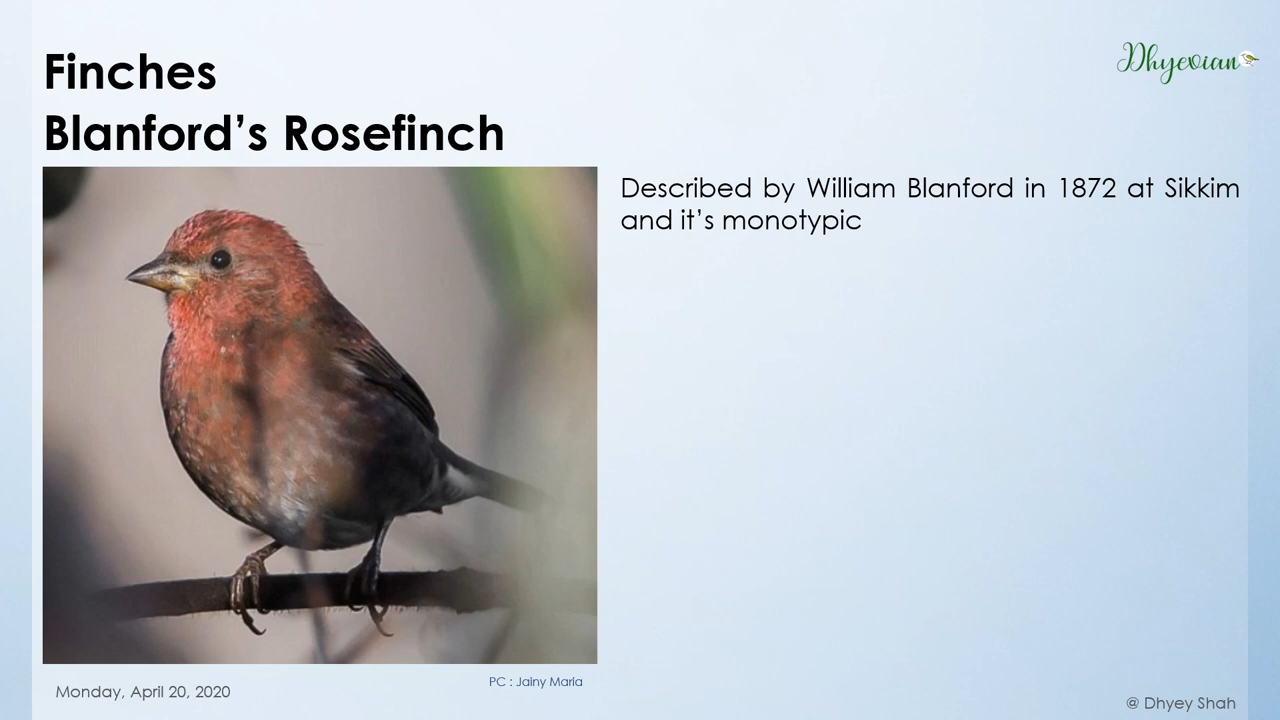 Finches
Dhyevian
Blanford’s Rosefinch
Described by William Blanford in 1872 at Sikkim
and it’s monotypic
PC : Jainy Maria
Monday, April 20, 2020
@ Dhyey Shah